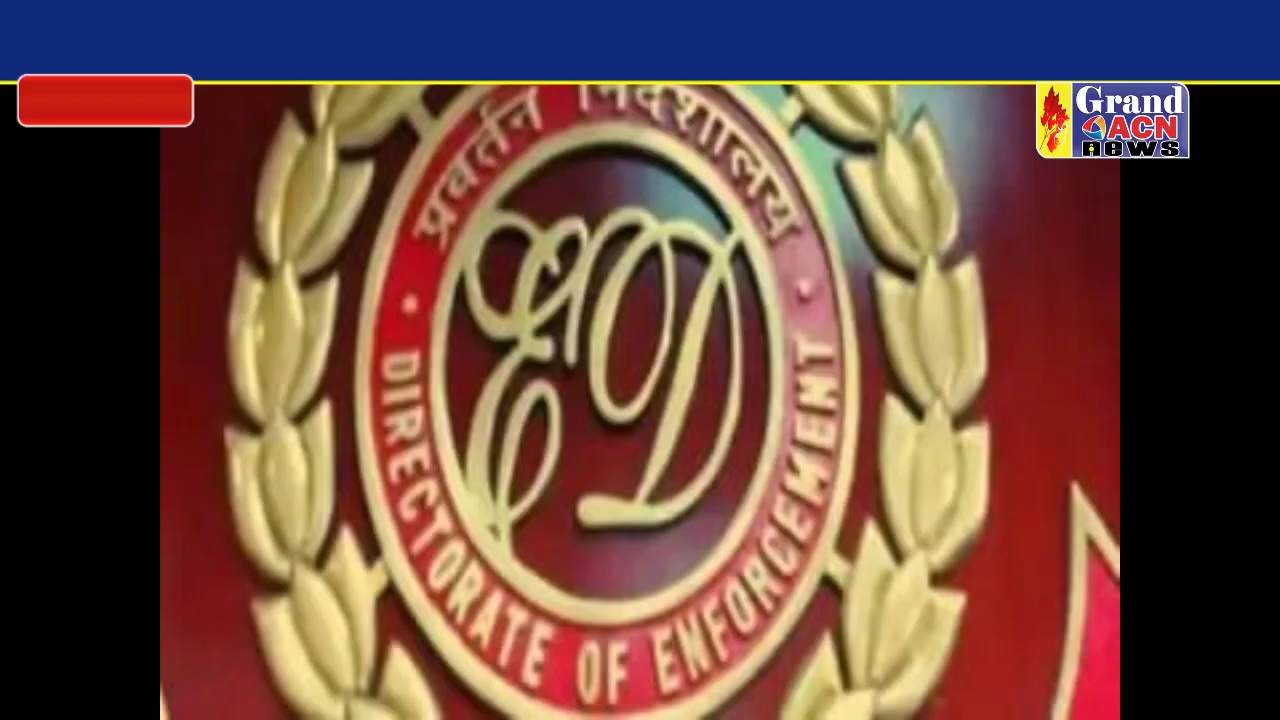 Grand
ACN
news
प्रवर्तन निदेशालय
ED
DIRECTORATE OF ENFORCEMENT